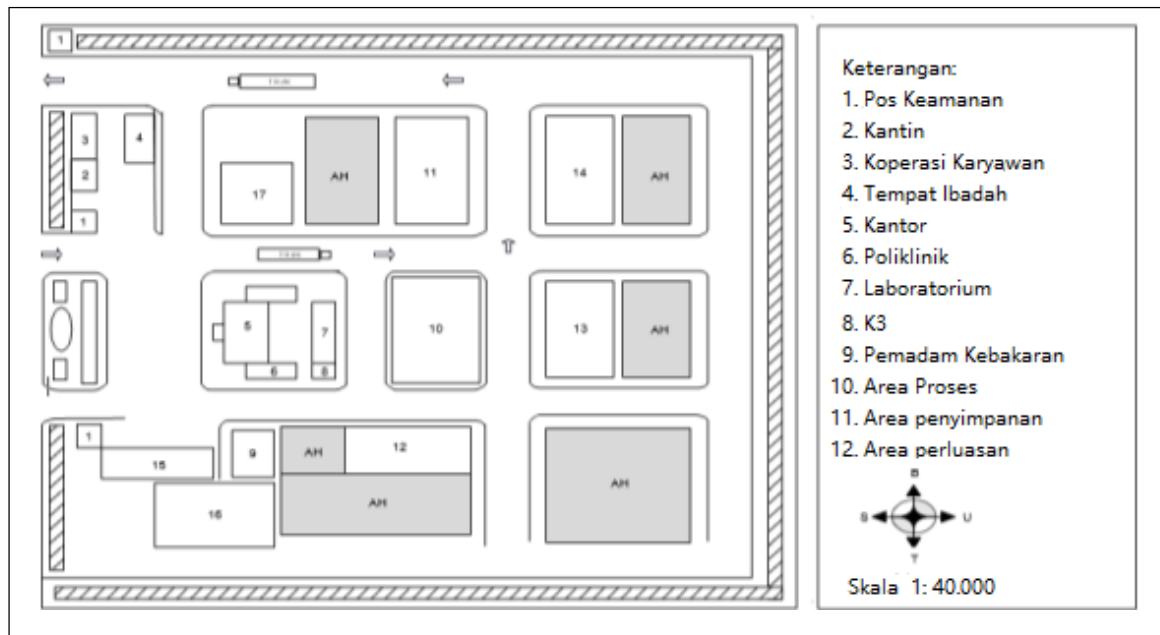 1
3
4
2
1
17
AH
11
14
AH
5
7
6
8
10
13
AH
1
15
9
AH
12
16
AH
AH
Keterangan:
1. Pos Keamanan
2. Kantin
3. Koperasi Karyawan
4. Tempat Ibadah
5. Kantor
6. Poliklinik
7. Laboratorium
8. K3
9. Pemadam Kebakaran
10. Area Proses
11. Area penyimpanan
12. Area perluasan
B
S U
T
Skala 1: 40.000